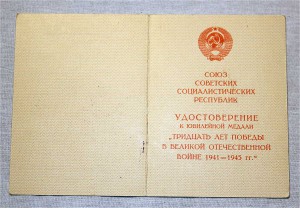 СОЮЗ
СОВЕТСКИХ
СОЦИАЛИСТИЧЕСКИХ
РЕСПУБЛИК
УДОСТОВЕРЕНИЕ
К ЮБИЛЕЙНОЙ МЕДАЛИ
„ТРИДЦАТЬ ЛЕТ ПОБЕДЫ
В ВЕЛИКОЙ ОТЕЧЕСТВЕННОЙ
ВОЙНЕ 1941—1945 гг.“